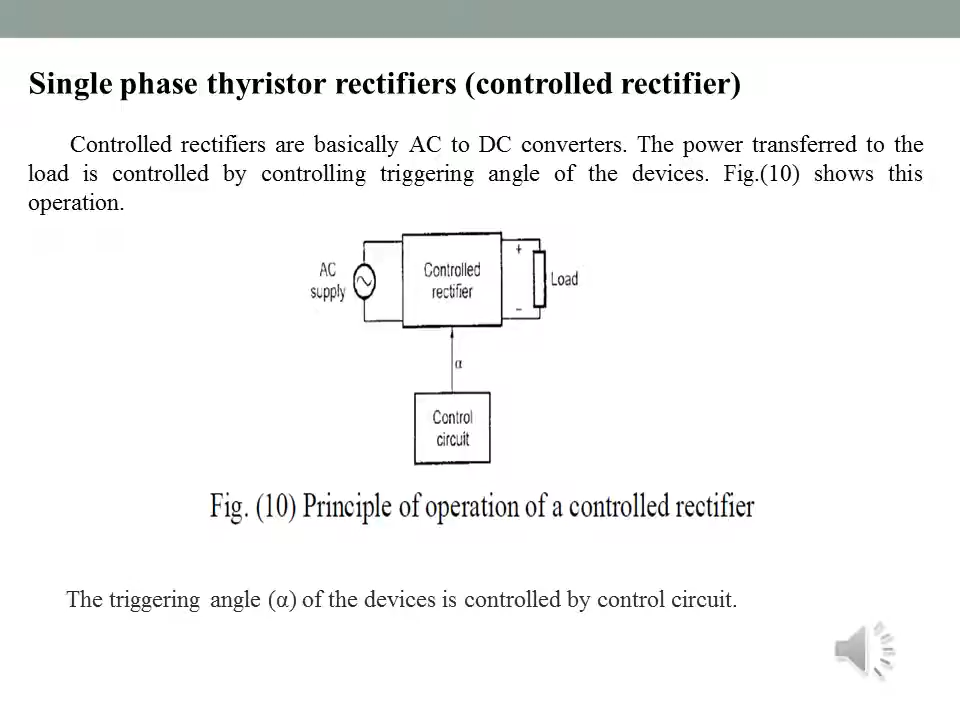 Single phase thyristor rectifiers (controlled rectifier)
Controlled rectifiers are basically AC to DC converters. The power transferred to the
load is controlled by controlling triggering angle of the devices. Fig.(10) shows this
operation.
AC
supply
Controlled
rectifier
+
-
Load
α
Control
circuit
Fig. (10) Principle of operation of a controlled rectifier
The triggering angle (α) of the devices is controlled by control circuit.